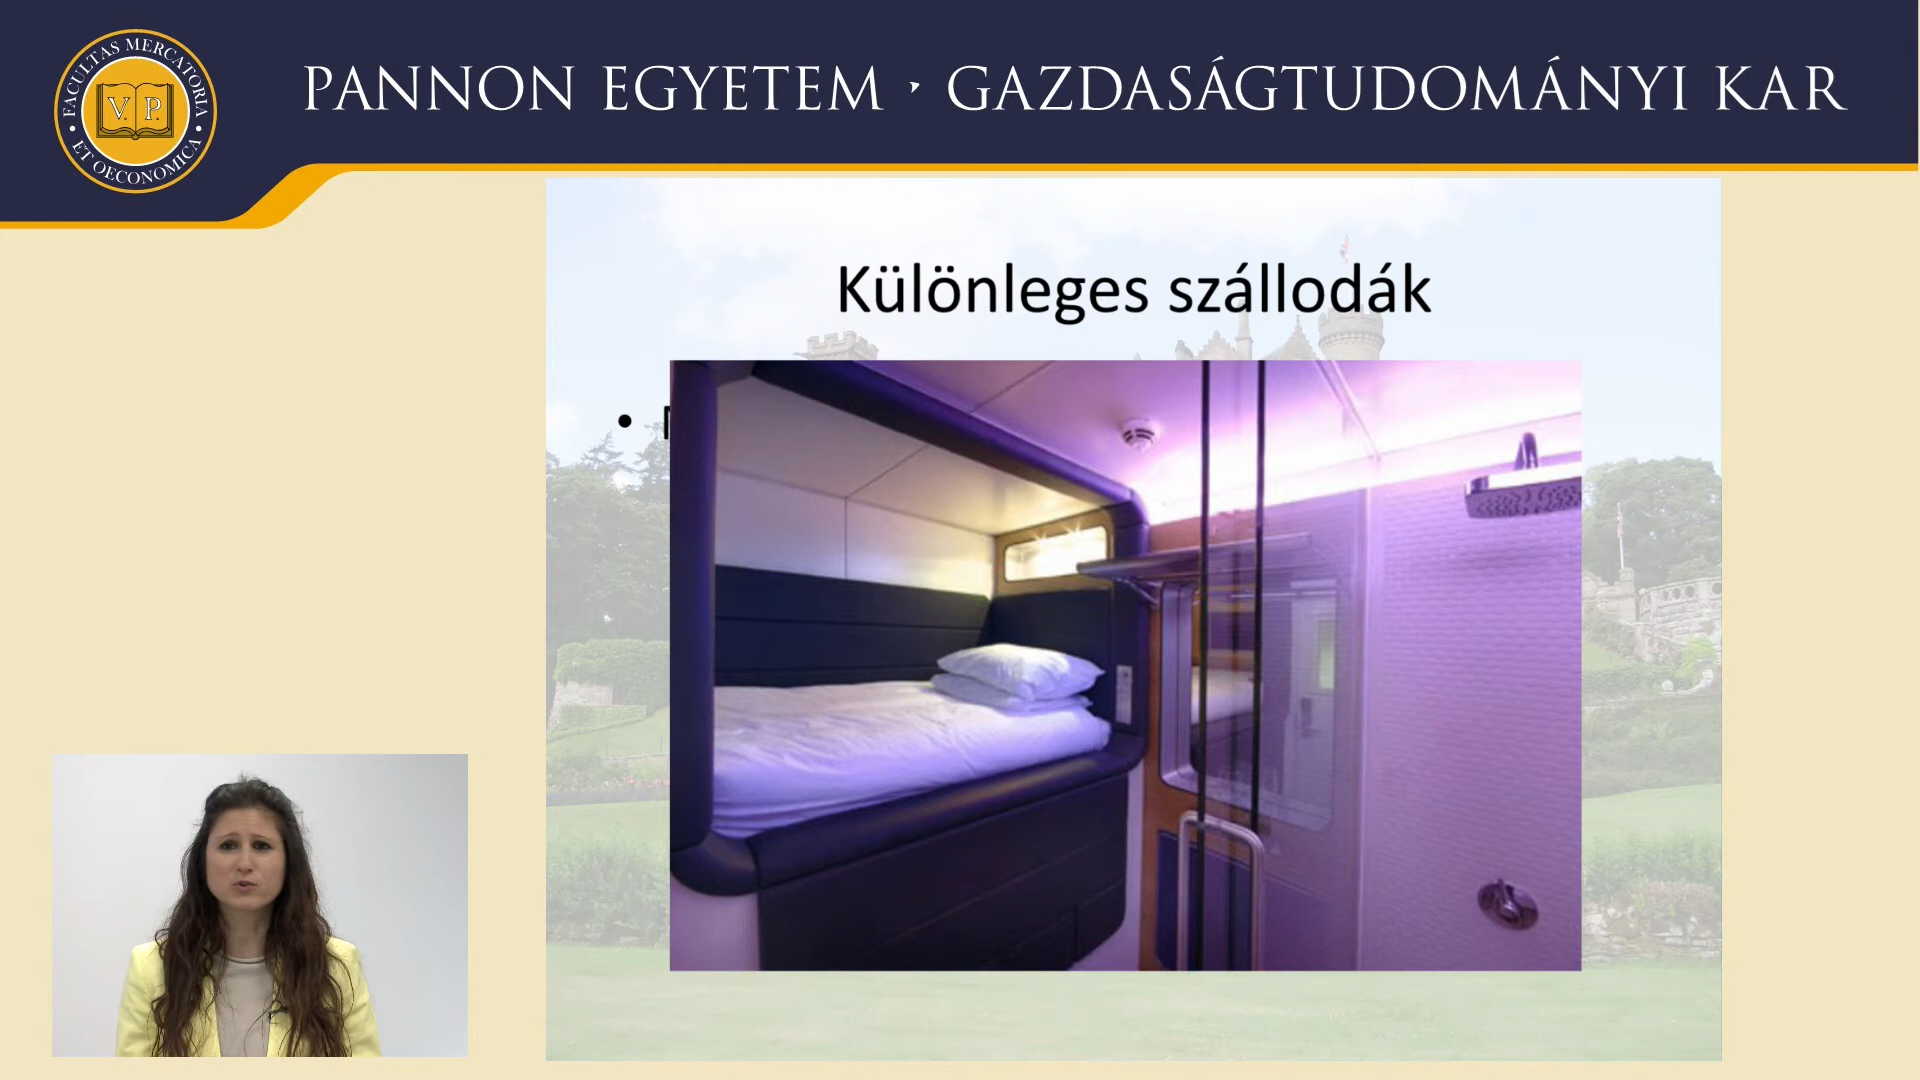 FACULTAS MERCATORIA
ET OECONOMICA
V. P.
PANNON EGYETEM · GAZDASÁGTUDOMÁNYI KAR
Különleges szállodák